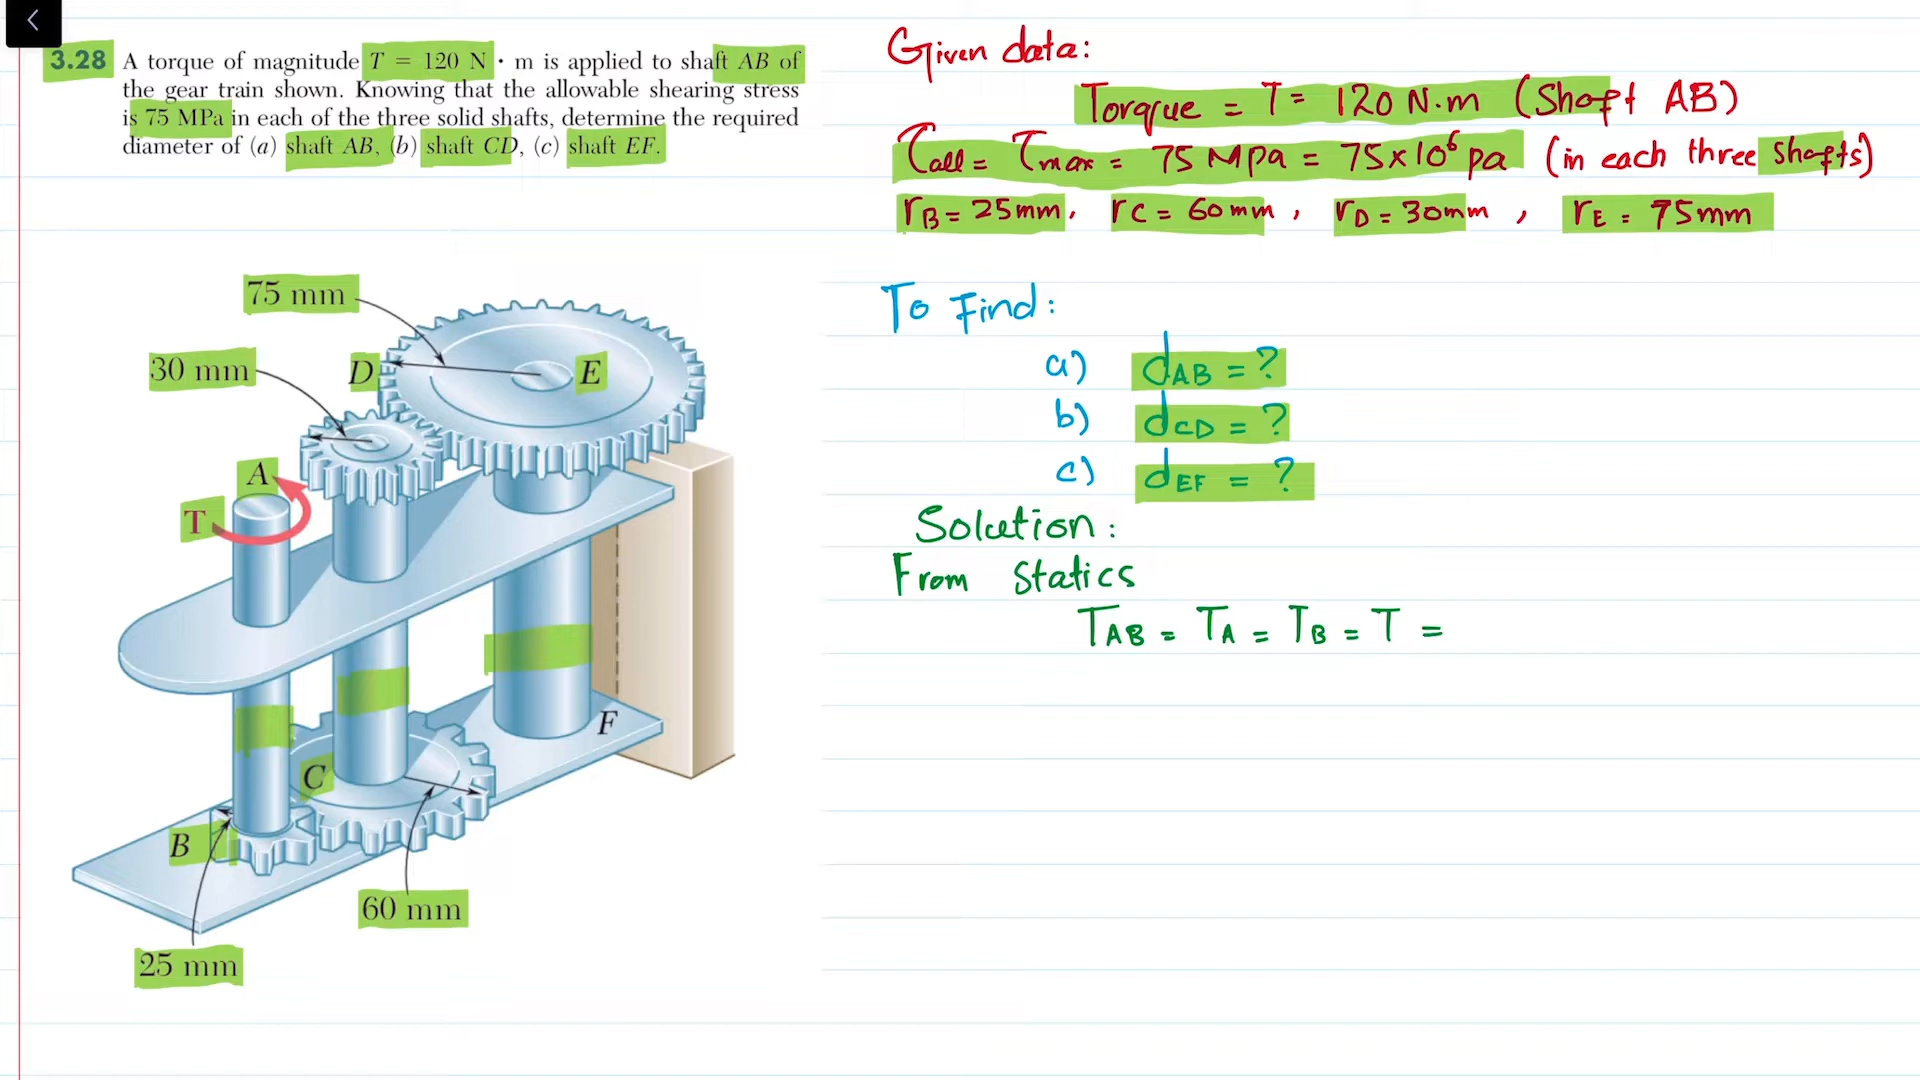 3.28 A torque of magnitude T = 120 N · m is applied to shaft AB of
the gear train shown. Knowing that the allowable shearing stress
is 75 MPa in each of the three solid shafts, determine the required
diameter of (a) shaft AB, (b) shaft CD, (c) shaft EF.
75 mm
30 mm
D
E
A
T
C
F
B
60 mm
25 mm
Given data:
Torque = T = 120 N.m (Shaft AB)
τall = τmax = 75 MPa = 75×10⁶ pa (in each three shafts)
rB = 25mm, rC = 60mm, rD = 30mm, rE = 75mm
To Find:
a) dAB = ?
b) dCD = ?
c) dEF = ?
Solution:
From statics
TAB = TA = TB = T =